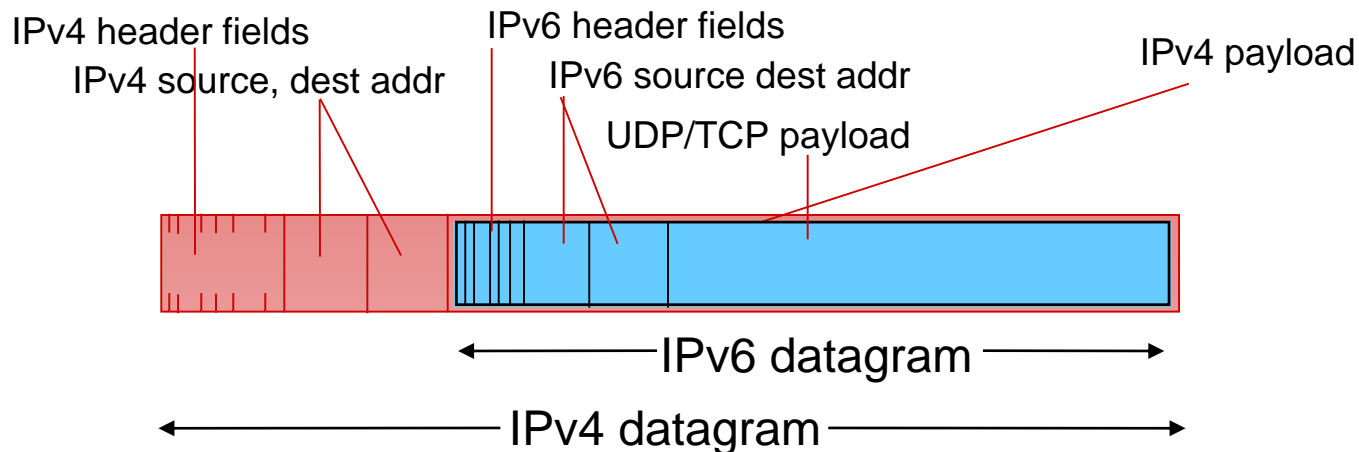 IPv4 header fields
IPv6 header fields
IPv4 payload
IPv4 source, dest addr
IPv6 source dest addr
UDP/TCP payload
IPv6 datagram
IPv4 datagram